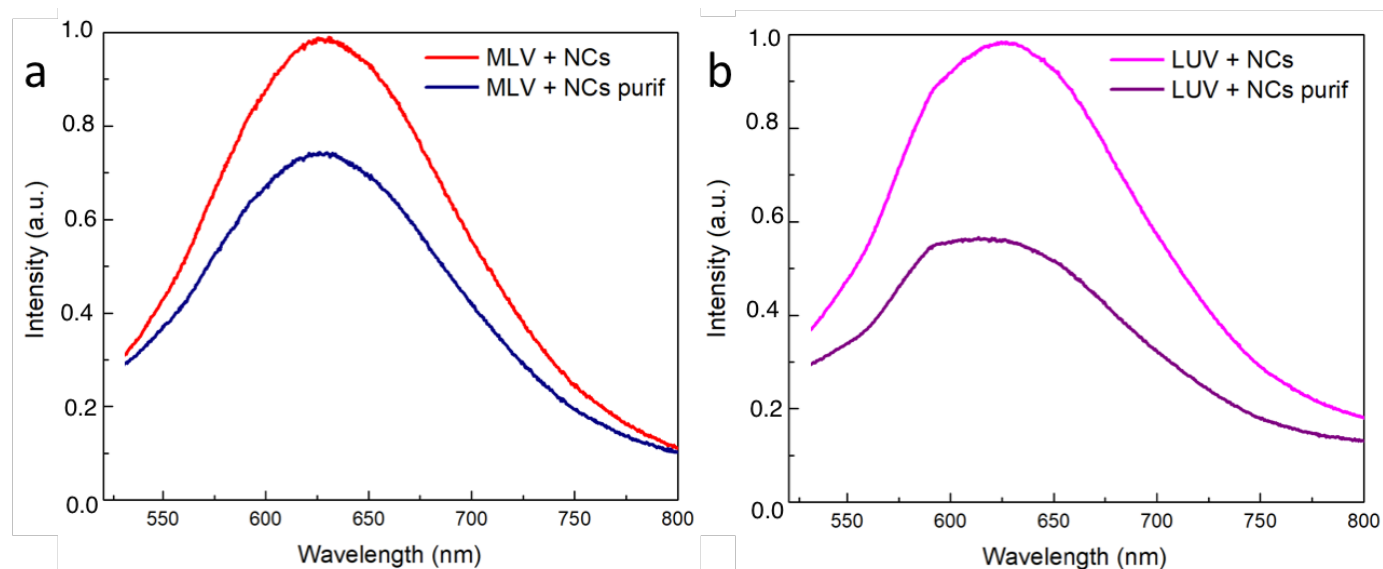 a
MLV + NCs
MLV + NCs purif
1.0
0.8
0.6
0.4
0.2
0.0
Intensity (a.u.)
550 600 650 700 750 800
Wavelength (nm)
b
LUV + NCs
LUV + NCs purif
1.0
0.8
0.6
0.4
0.2
0.0
Intensity (a.u.)
550 600 650 700 750 800
Wavelength (nm)